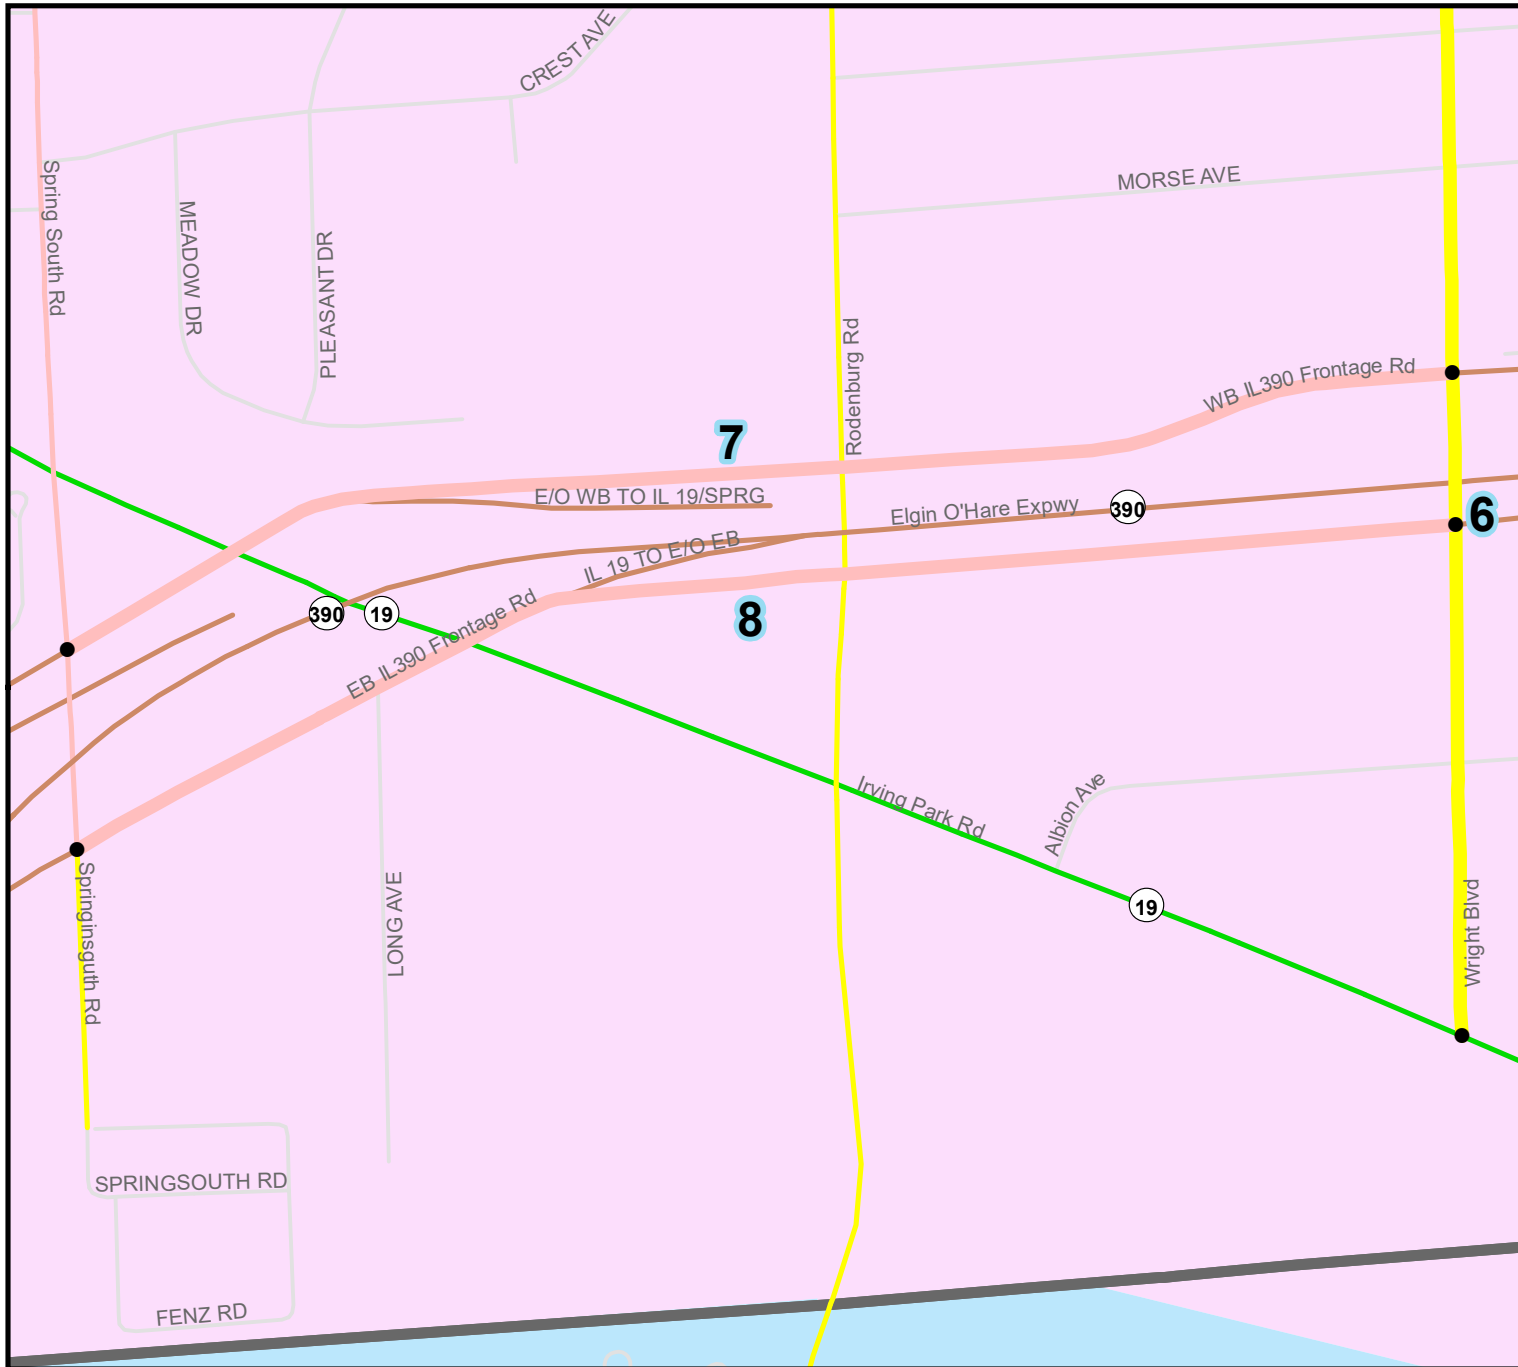 CREST AVE
MORSE AVE
Spring South Rd
MEADOW DR
PLEASANT DR
Rodenburg Rd
WB IL390 Frontage Rd
7
E/O WB TO IL 19/SPRG
Elgin O'Hare Expwy
390
6
IL 19 TO E/O EB
390
19
EB IL390 Frontage Rd
8
Irving Park Rd
Albion Ave
Springinsguth Rd
LONG AVE
19
Wright Blvd
SPRINGSOUTH RD
FENZ RD